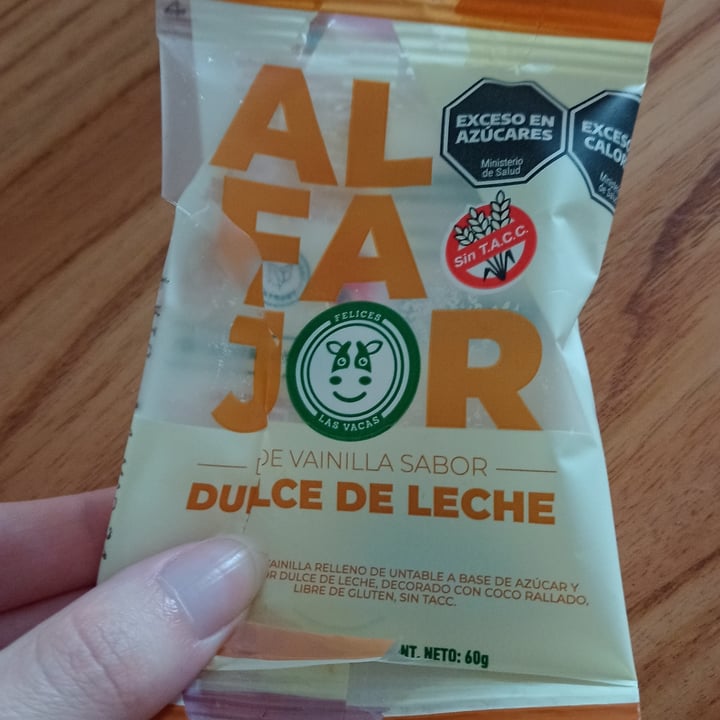 AL
FA
JOR
EXCESO EN
AZÚCARES
Ministerio
de Salud
Sin T.A.C.C.
FELICES
LAS VACAS
DE VAINILLA SABOR
DULCE DE LECHE
VAINILLA RELLENO DE UNTABLE A BASE DE AZÚCAR Y
DULCE DE LECHE, DECORADO CON COCO RALLADO,
LIBRE DE GLUTEN, SIN TACC.
NT. NETO: 60g